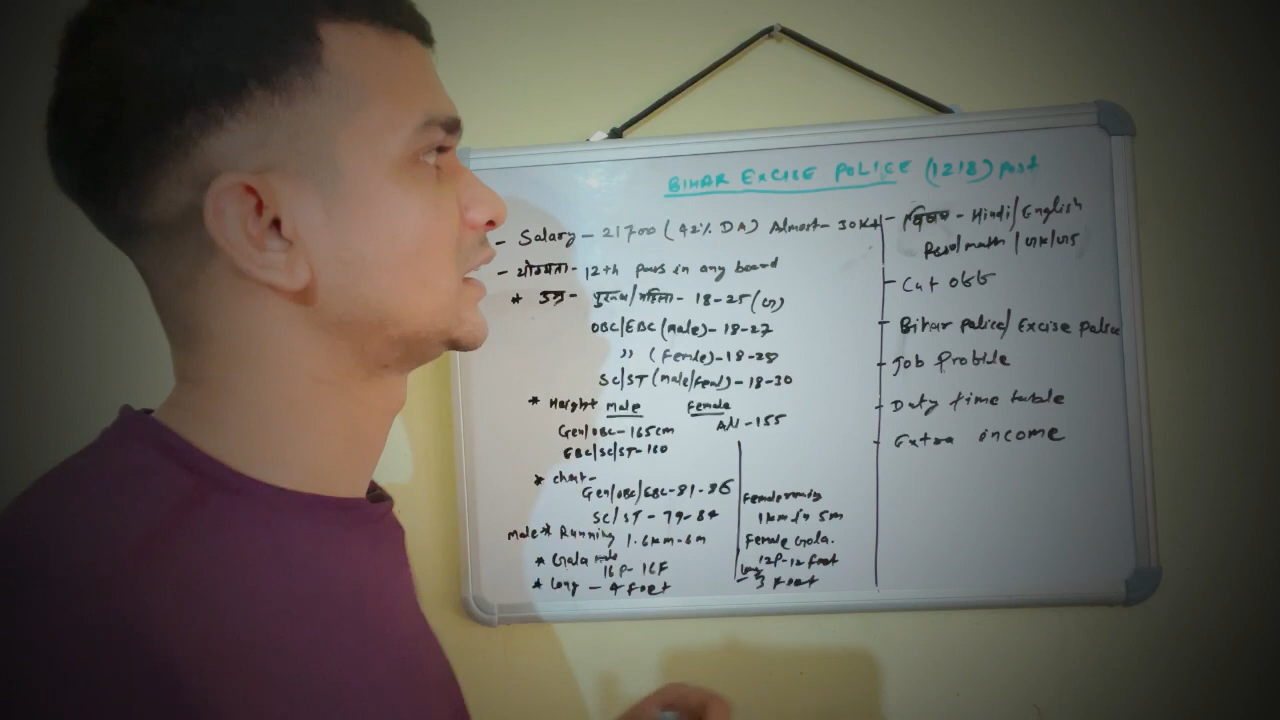 BIHAR EXCISE POLICE (1218) post
- Salary - 21700 (42% DA) Almost - 30K+
- योग्यता - 12th pass in any board
* उम्र - पुरुष/महिला - 18-25 (
OBC/EBC (male) - 18-27
" (Female) - 18-28
SC/ST (male/Femal) - 18-30
* Height Male Female
Gen/OBC - 165cm All - 155
EBC/SC/ST - 160
* chest -
Gen/OBC/EBC - 81-86
SC/ST - 79-84
Male * Running 1.6km - 6m
* Gola male
16P - 16F
* Long - 4 Foot
Female running
1km in 5m
Female Gola.
12P - 12 foot
Long - 3 foot
- विषय - Hindi/English
Reso/math/
- Cut off
- Bihar police/Excise police
- Job Profile
- Duty time table
- Extra income